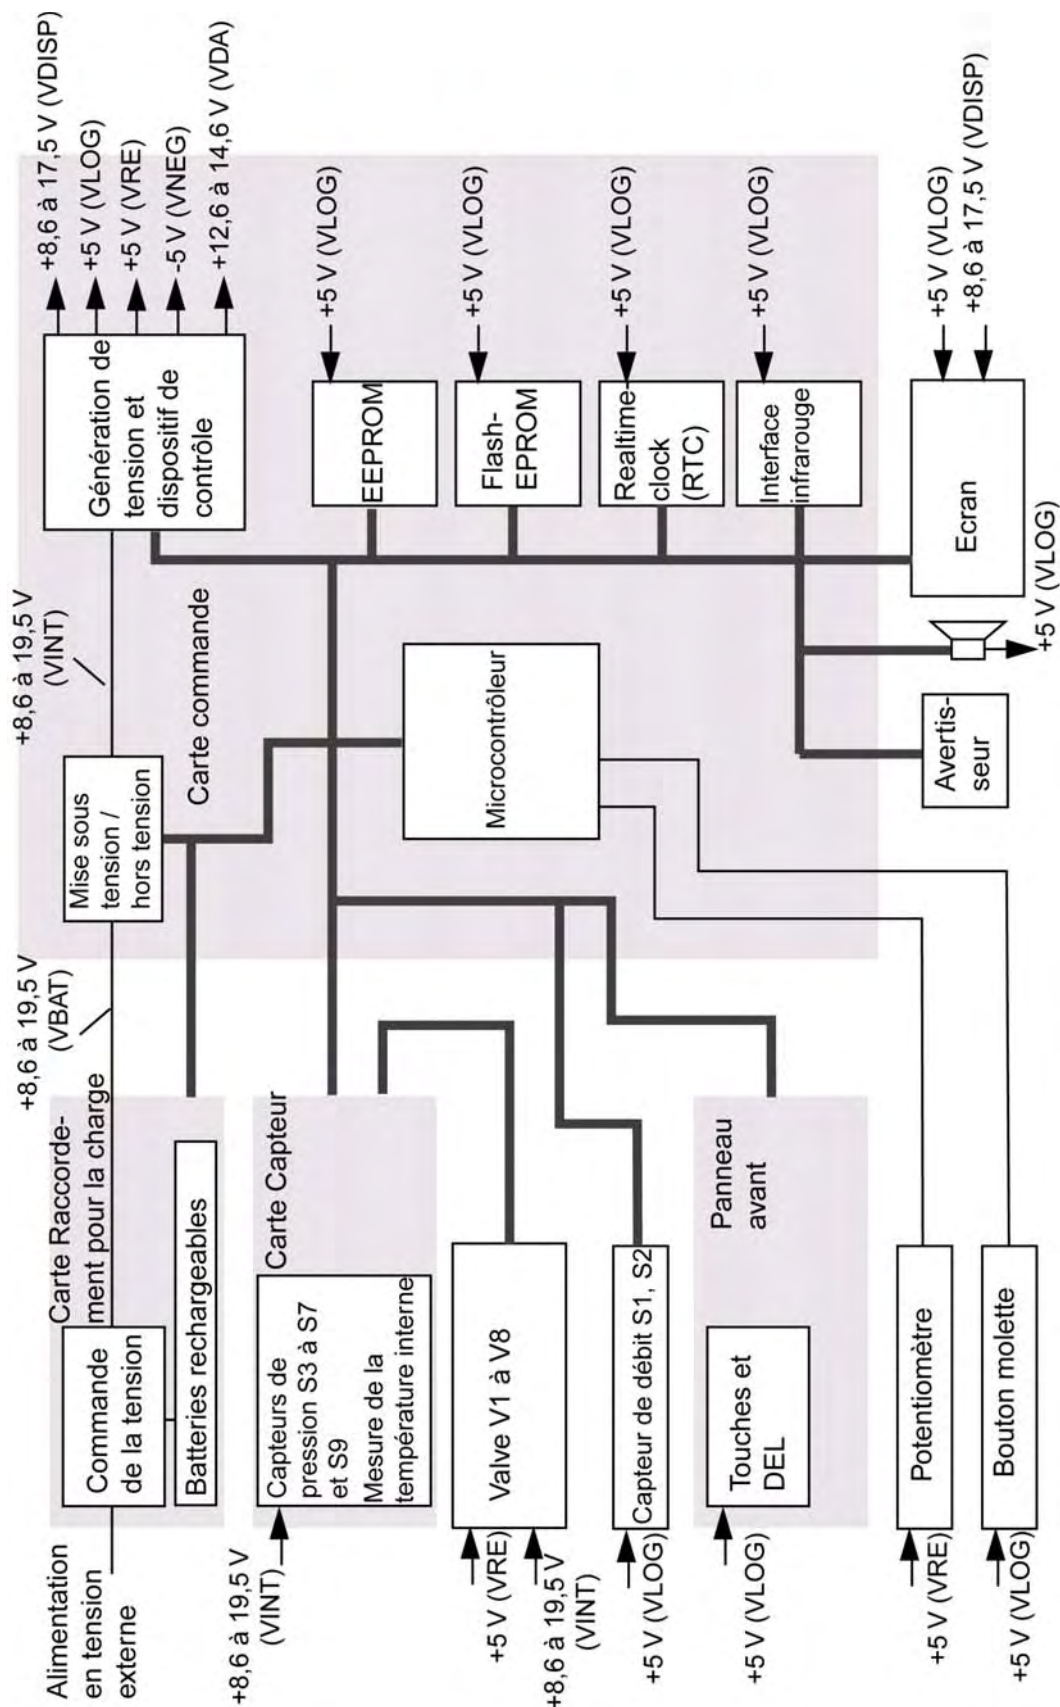 Alimentation
en tension
externe
Commande
de la tension
Batteries rechargeables
Carte Raccorde-
ment pour la charge
+8,6 à 19,5 V
(VBAT)
Mise sous
tension /
hors tension
+8,6 à 19,5 V
(VINT)
Génération de
tension et
dispositif de
contrôle
+8,6 à 17,5 V (VDISP)
+5 V (VLOG)
+5 V (VRE)
-5 V (VNEG)
+12,6 à 14,6 V (VDA)
Carte commande
+8,6 à 19,5 V
(VINT)
Capteurs de
pression S3 à S7
et S9
Mesure de la
température interne
Carte Capteur
EEPROM
+5 V (VLOG)
+5 V (VRE)
+8,6 à 19,5 V
(VINT)
Valve V1 à V8
Microcontrôleur
Flash-
EPROM
+5 V (VLOG)
+5 V (VLOG)
Capteur de débit S1, S2
Realtime-
clock
(RTC)
+5 V (VLOG)
+5 V (VLOG)
Touches et
DEL
Panneau
avant
Interface
infrarouge
+5 V (VLOG)
+5 V (VRE)
Potentiomètre
Avertis-
seur
Ecran
+5 V (VLOG)
+8,6 à 17,5 V (VDISP)
+5 V (VLOG)
Bouton molette
+5 V (VLOG)